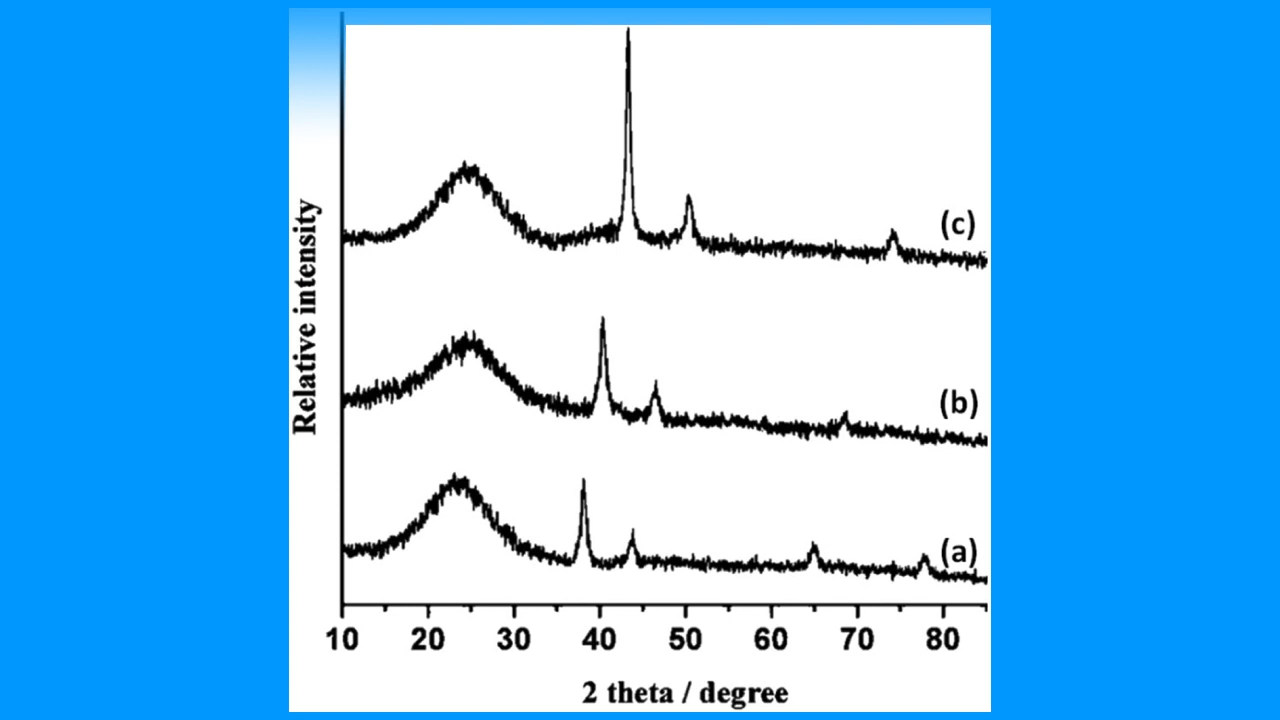 Relative intensity
(c)
(b)
(a)
10 20 30 40 50 60 70 80
2 theta / degree